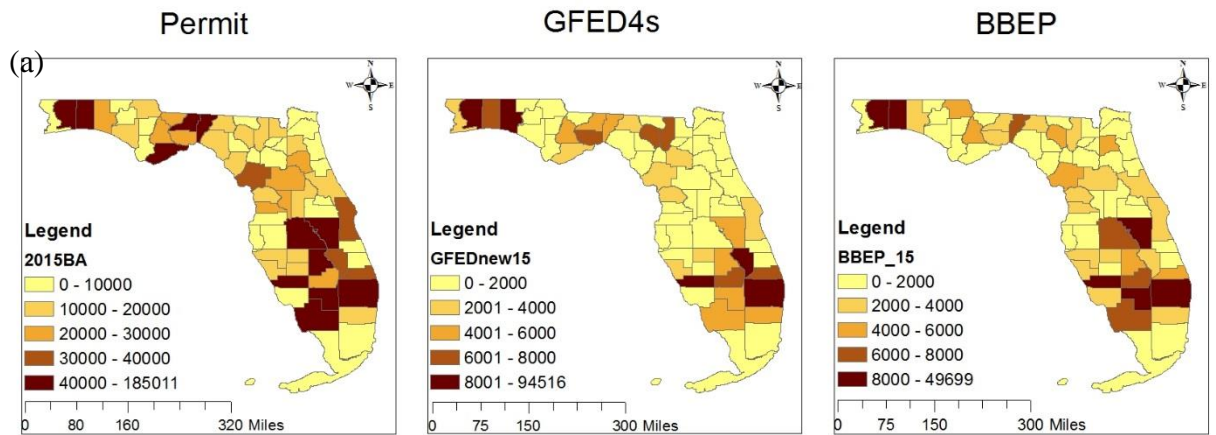 Permit
GFED4s
BBEP
(a)
N
W E
S
Legend
2015BA
0 - 10000
10000 - 20000
20000 - 30000
30000 - 40000
40000 - 185011
0 80 160 320 Miles
N
W E
S
Legend
GFEDnew15
0 - 2000
2001 - 4000
4001 - 6000
6001 - 8000
8001 - 94516
0 75 150 300 Miles
N
W E
S
Legend
BBEP_15
0 - 2000
2000 - 4000
4000 - 6000
6000 - 8000
8000 - 49699
0 75 150 300 Miles